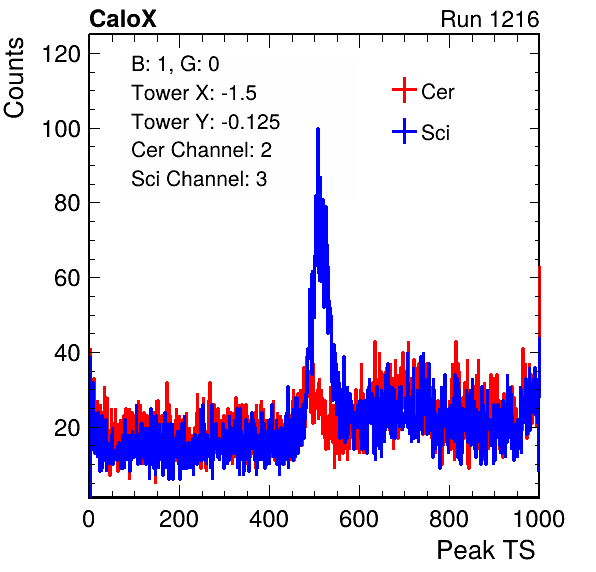 CaloX Run 1216
Counts
120
100
80
60
40
20
B: 1, G: 0
Tower X: -1.5
Tower Y: -0.125
Cer Channel: 2
Sci Channel: 3
Cer
Sci
0 200 400 600 800 1000
Peak TS